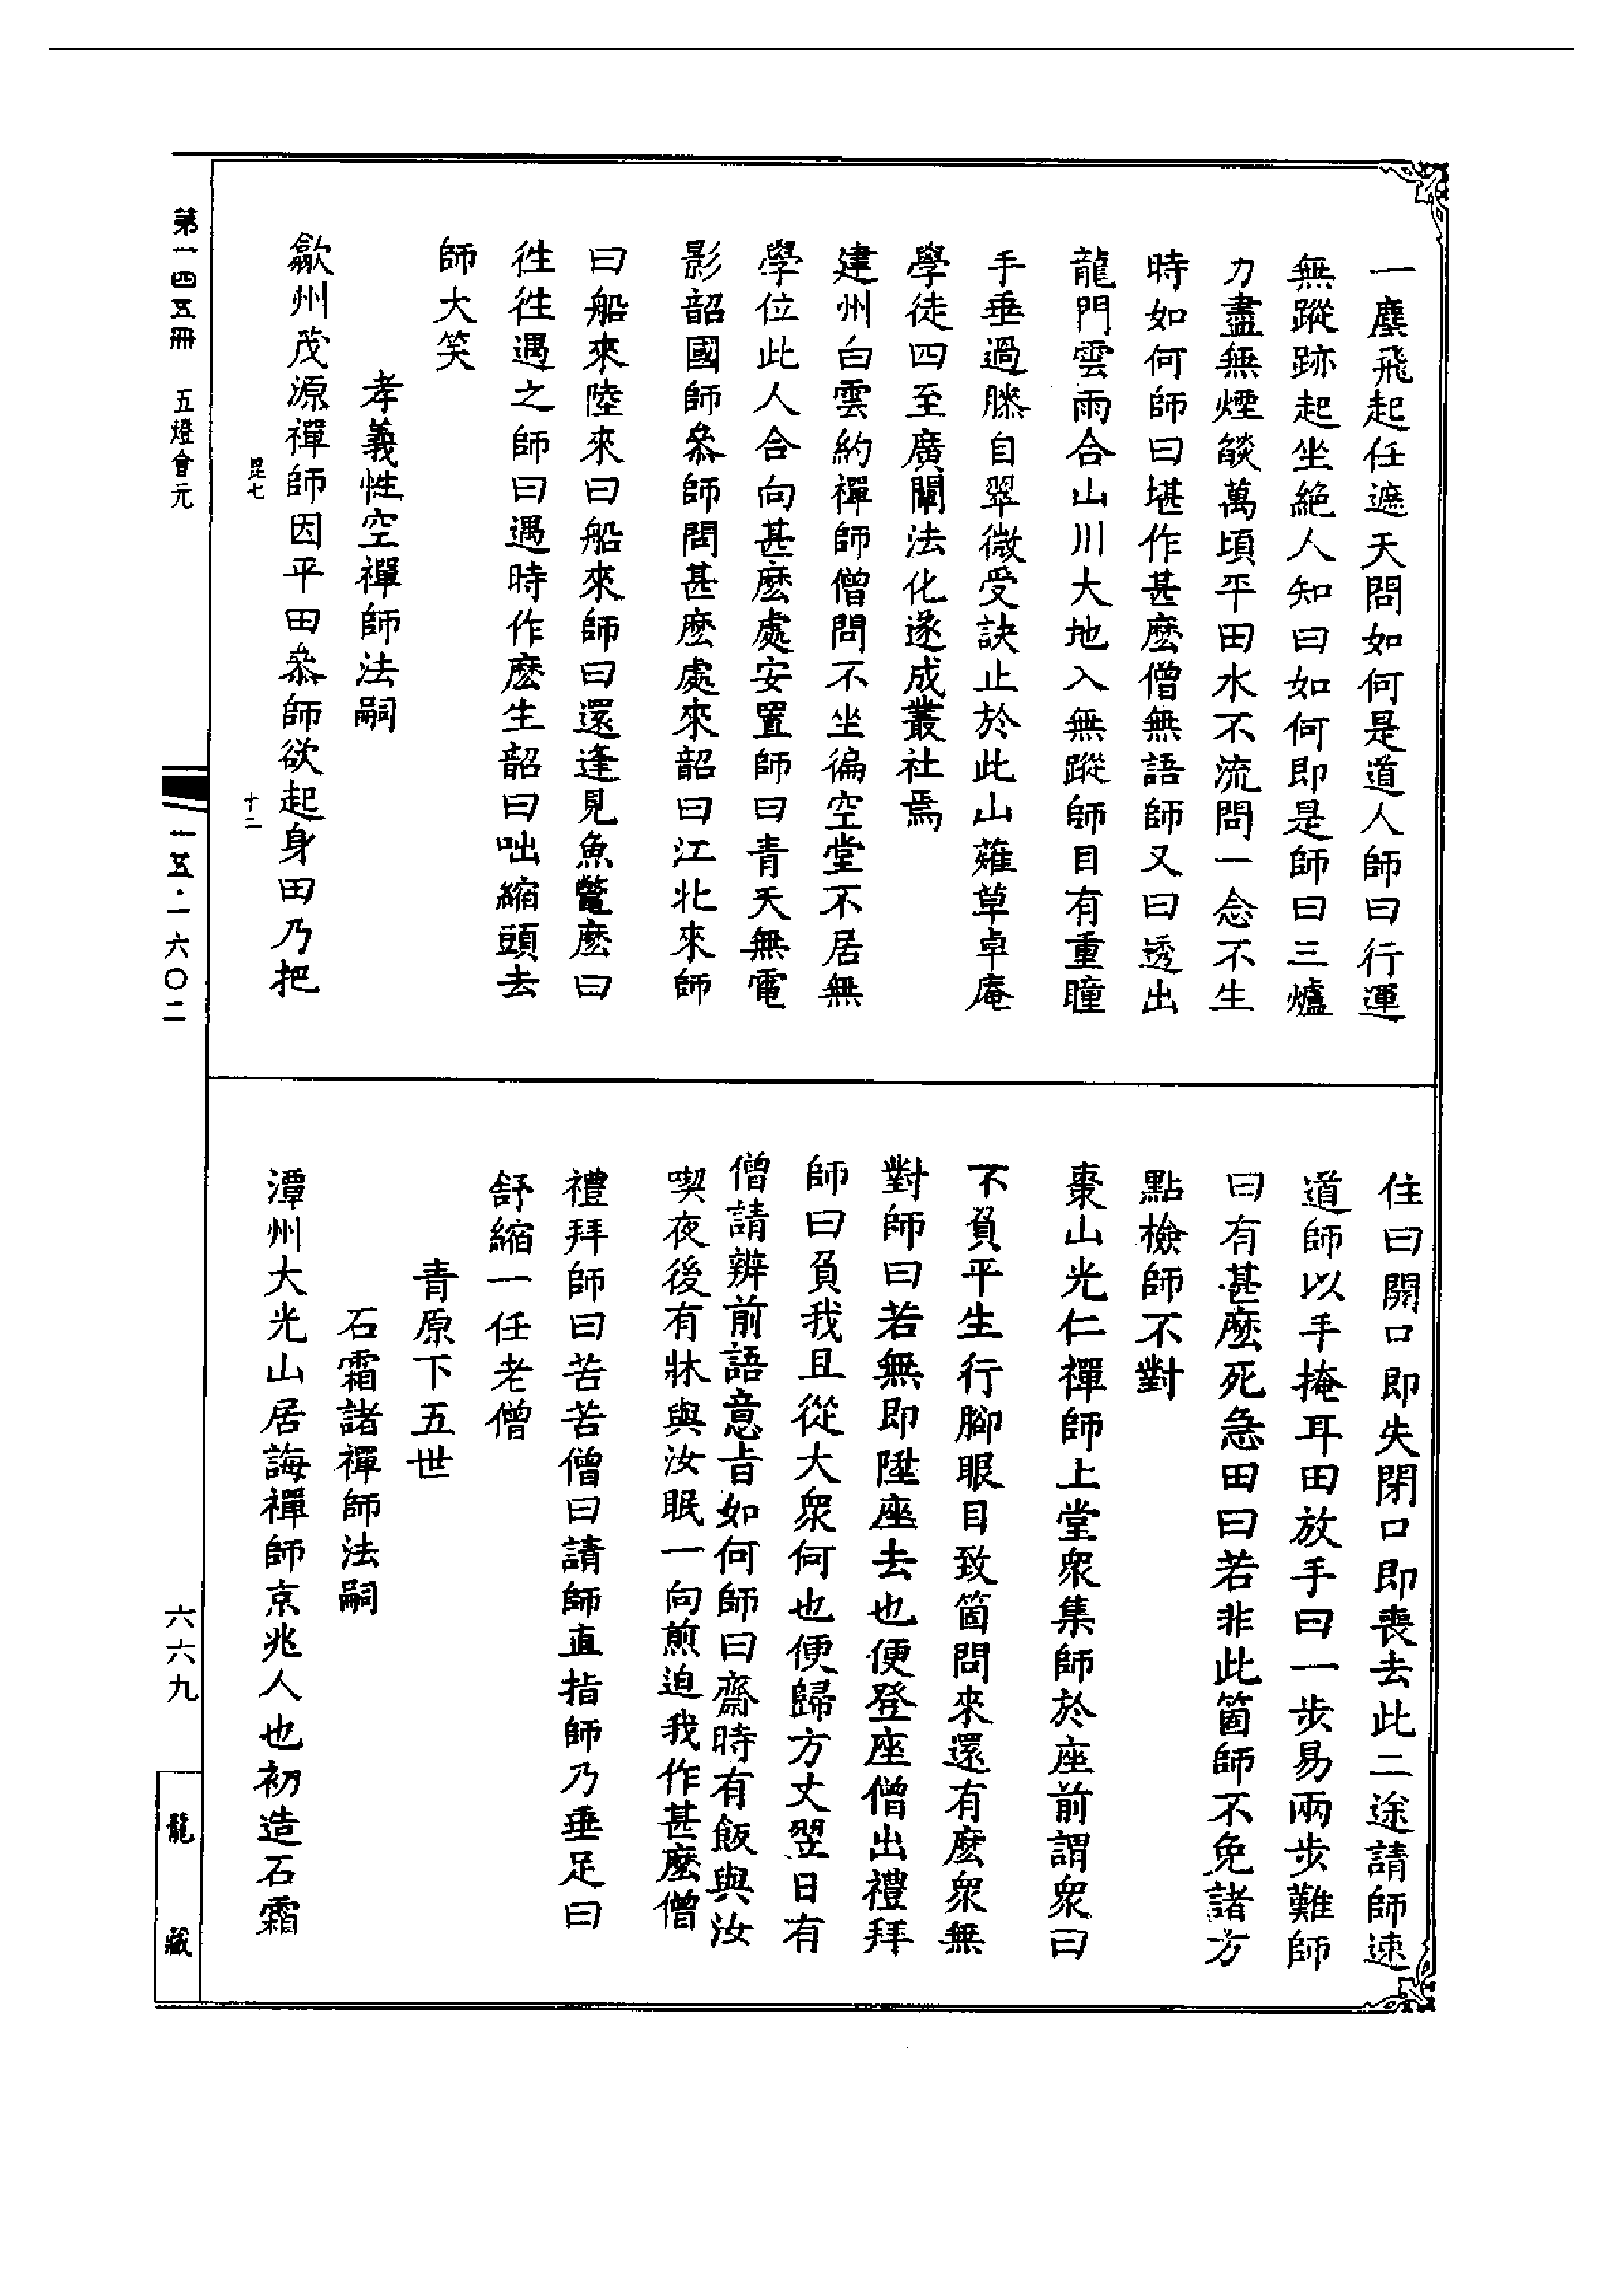 一塵飛起任遮天問如何是道人師曰行運
無蹤跡起坐絶人知曰如何即是師曰三爐
力盡無煙燄萬頃平田水不流問一念不生
時如何師曰堪作甚麽僧無語師又曰透出
龍門雲雨合山川大地入無蹤師目有重瞳
手垂過膝自翠微受訣止於此山薙草卓庵
學徒四至廣闡法化遂成叢社焉
建州白雲約禪師僧問不坐徧空堂不居無
學位此人合向甚麽處安置師曰青天無電
影韶國師叅師問甚麽處來韶曰江北來師
曰船來陸來曰船來師曰還逢見魚鼈麽曰
徃徃遇之師曰遇時作麽生韶曰咄縮頭去
師大笑
孝義性空禪師法嗣
歙州茂源禪師因平田叅師欲起身田乃把
毘七 十二
住曰開口即失閉口即喪去此二途請師速
道師以手掩耳田放手曰一步易兩步難師
曰有甚麽死急田曰若非此箇師不免諸方
點檢師不對
棗山光仁禪師上堂衆集師於座前謂衆曰
不負平生行腳眼目致箇問來還有麽衆無
對師曰若無即陞座去也便登座僧出禮拜
師曰負我且從大衆何也便歸方丈翌日有
僧請辨前語意旨如何師曰齋時有飯與汝
喫夜後有牀與汝眠一向煎迫我作甚麽僧
禮拜師曰苦苦僧曰請師直指師乃垂足曰
舒縮一任老僧
青原下五世
石霜諸禪師法嗣
潭州大光山居誨禪師京兆人也初造石霜
第一四五冊 五燈會元
一五·一六〇二
六六九
龍藏